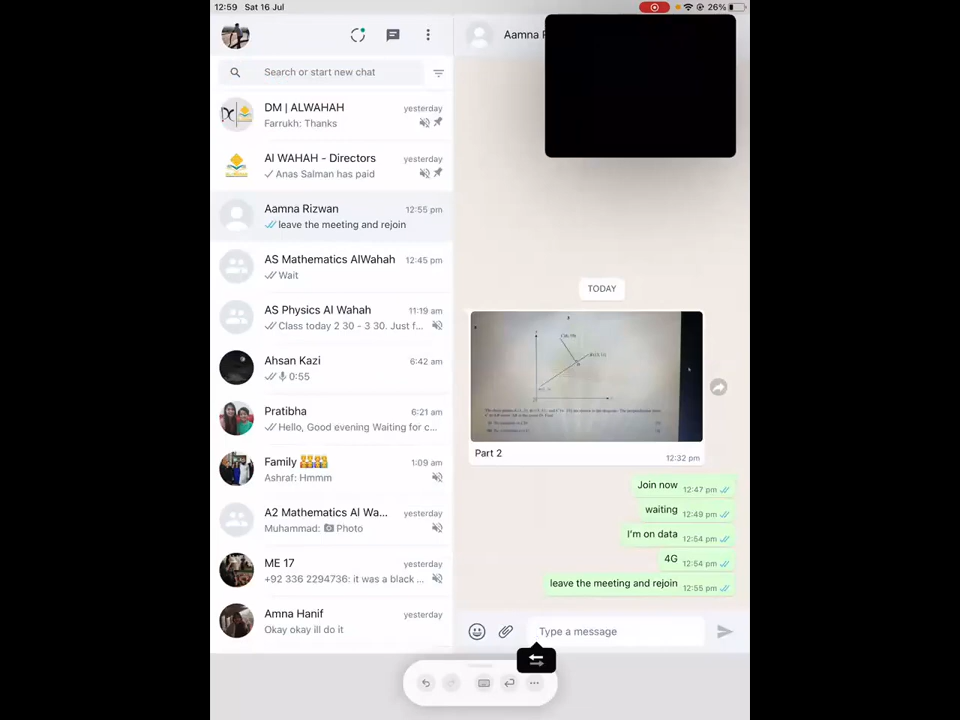 12:59 Sat 16 Jul
26%
Aamna R
Search or start new chat
DM | ALWAHAH
yesterday
Farrukh: Thanks
Al WAHAH - Directors
yesterday
Anas Salman has paid
Aamna Rizwan
12:55 pm
leave the meeting and rejoin
AS Mathematics AlWahah
12:45 pm
Wait
AS Physics Al Wahah
11:19 am
Class today 2 30 - 3 30. Just f...
Ahsan Kazi
6:42 am
0:55
Pratibha
6:21 am
Hello, Good evening Waiting for c...
Family
1:09 am
Ashraf: Hmmm
A2 Mathematics Al Wa...
yesterday
Muhammad: Photo
ME 17
yesterday
+92 336 2294736: it was a black ...
Amna Hanif
yesterday
Okay okay ill do it
TODAY
Part 2
12:32 pm
Join now 12:47 pm
waiting 12:49 pm
I'm on data 12:54 pm
4G 12:54 pm
leave the meeting and rejoin 12:55 pm
Type a message